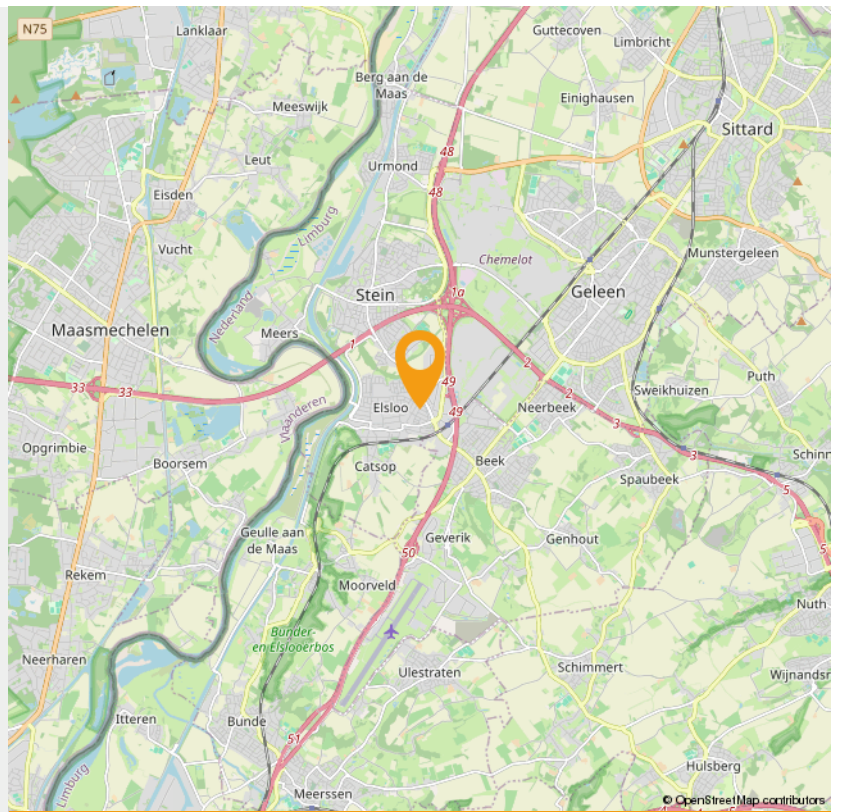 N75
Lanklaar
Guttecoven
Limbricht
Berg aan de
Maas
Meeswijk
Einighausen
Sittard
48
Leut
Urmond
48
Eisden
Limburg
Vucht
Chemelot
Munstergeleen
1a
Stein
Geleen
Nederland
Maasmechelen
Meers
1
2
33
33
49
2
Puth
Sweikhuizen
Vlaanderen
Elsloo
49
Neerbeek
3
Opgrimbie
Boorsem
Catsop
Beek
3
Schinn
Spaubeek
5
Geulle aan
de Maas
Geverik
Genhout
50
5
Rekem
Moorveld
Nuth
Bunder-
en Elslooërbos
Neerharen
Ulestraten
Schimmert
Wijnandsr
Itteren
Bunde
51
Limburg
Meerssen
Hulsberg
© OpenStreetMap contributors